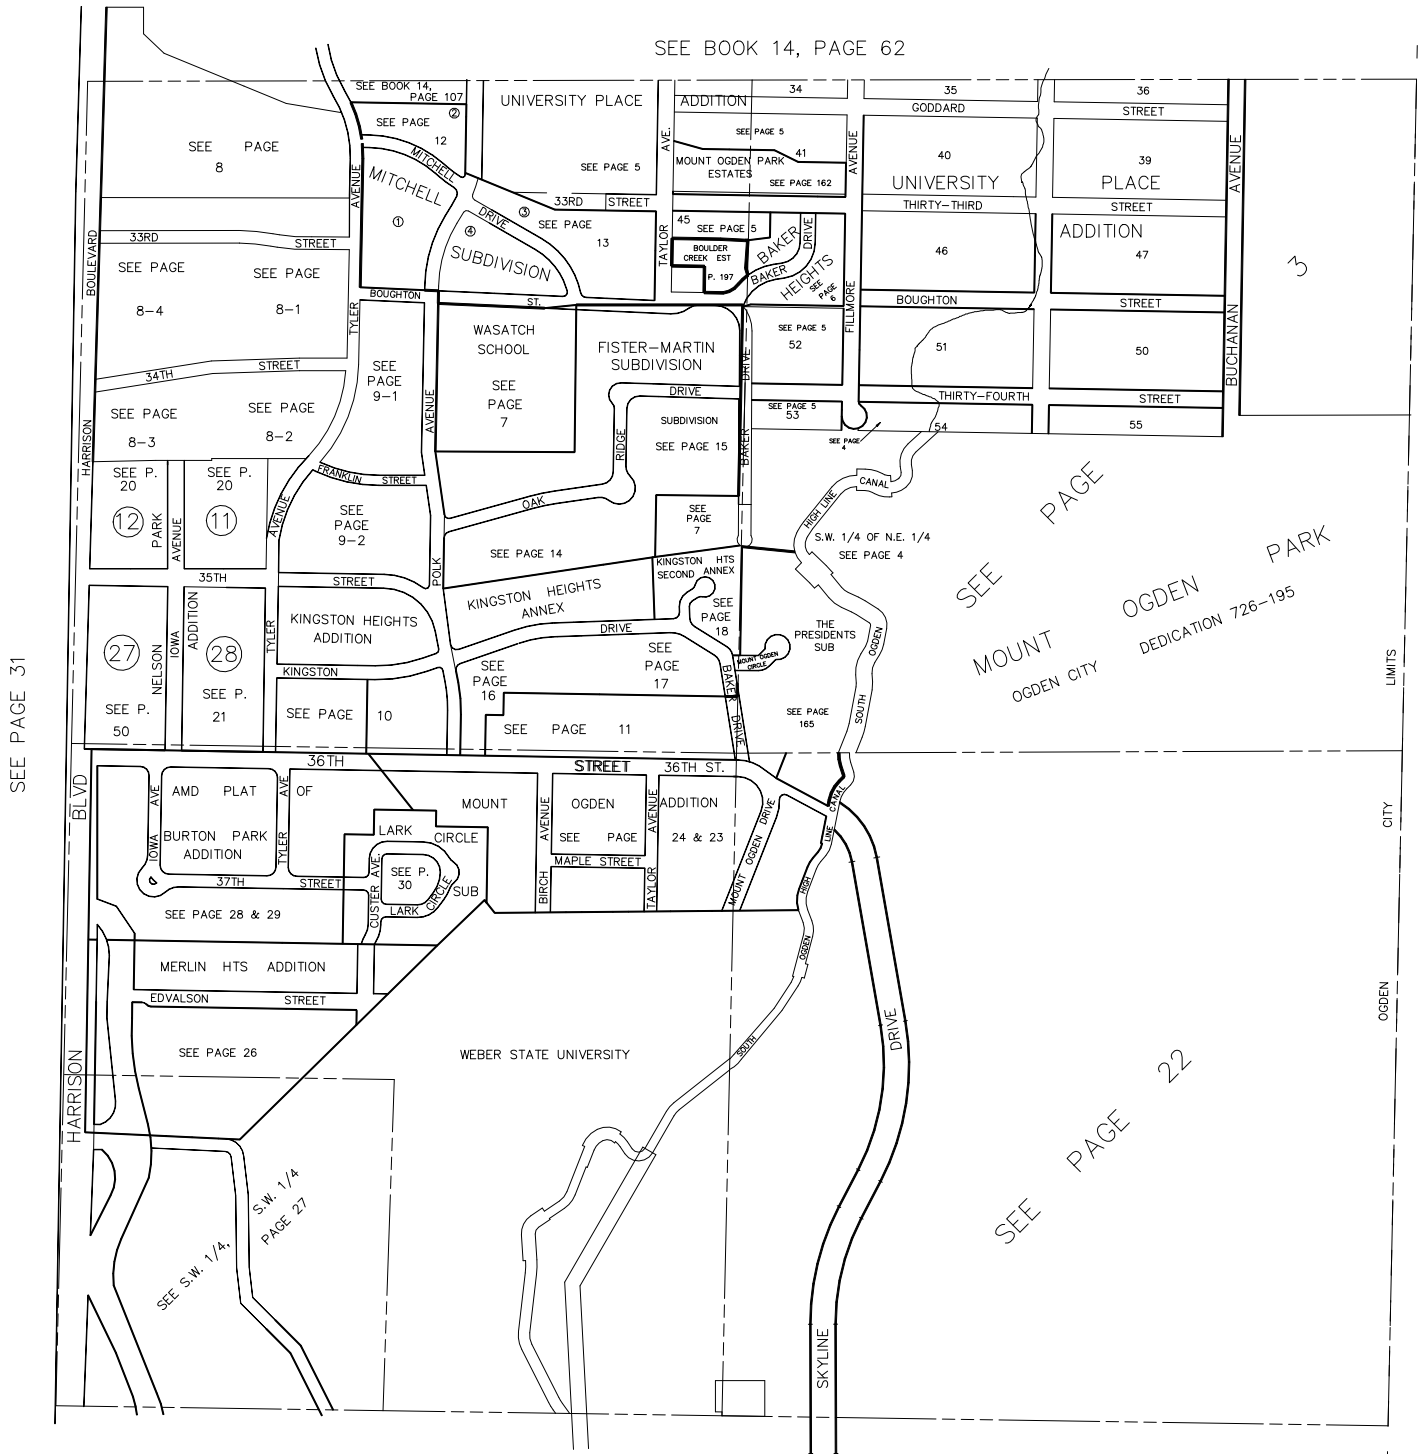 SEE BOOK 14, PAGE 62
SEE BOOK 14,
PAGE 107
UNIVERSITY PLACE
ADDITION
34
35
36
GODDARD
STREET
②
SEE PAGE
12
SEE PAGE
8
AVENUE
MITCHELL
SEE PAGE 5
AVE.
SEE PAGE 5
41
MOUNT OGDEN PARK
ESTATES
SEE PAGE 162
AVENUE
40
39
UNIVERSITY
PLACE
AVENUE
MITCHELL
①
33RD
STREET
THIRTY-THIRD
STREET
③
DRIVE
④
SEE PAGE
13
SUBDIVISION
45
SEE PAGE 5
TAYLOR
BOULDER
CREEK EST
P. 197
BAKER
HEIGHTS
BAKER
DRIVE
SEE
PAGE
6
46
ADDITION
47
3
33RD
STREET
BOULEVARD
SEE PAGE
8-4
SEE PAGE
8-1
TYLER
BOUGHTON
ST.
BOUGHTON
STREET
FILLMORE
WASATCH
SCHOOL
SEE
PAGE
7
FISTER-MARTIN
SUBDIVISION
SEE PAGE 5
52
51
50
BUCHANAN
34TH
STREET
SEE
PAGE
9-1
AVENUE
DRIVE
DRIVE
THIRTY-FOURTH
STREET
SEE PAGE
8-3
SEE PAGE
8-2
HARRISON
SUBDIVISION
SEE PAGE 15
RIDGE
BAKER
SEE PAGE 5
53
SEE PAGE
4
54
55
SEE P.
20
SEE P.
20
12
11
PARK
AVENUE
AVENUE
FRANKLIN
STREET
SEE
PAGE
9-2
OAK
SEE
PAGE
7
HIGH LINE
CANAL
S.W. 1/4 OF N.E. 1/4
SEE PAGE 4
SEE PAGE
MOUNT OGDEN PARK
OGDEN CITY DEDICATION 726-195
SEE PAGE 14
POLK
35TH
STREET
KINGSTON HEIGHTS
ANNEX
KINGSTON HTS
SECOND ANNEX
SEE
PAGE
18
27
28
NELSON
IOWA
ADDITION
TYLER
KINGSTON HEIGHTS
ADDITION
KINGSTON
DRIVE
THE
PRESIDENTS
SUB
MOUNT OGDEN
CIRCLE
OGDEN
SOUTH
SEE PAGE 31
SEE P.
50
SEE P.
21
SEE PAGE 10
SEE
PAGE
16
SEE
PAGE
17
BAKER
DRIVE
SEE PAGE
165
SEE PAGE 11
LIMITS
CITY
OGDEN
36TH
STREET
36TH ST.
BLVD
IOWA AVE
AMD PLAT OF
BURTON PARK
ADDITION
TYLER AVE
MOUNT OGDEN ADDITION
SEE PAGE 24 & 23
AVENUE
BIRCH
AVENUE
TAYLOR
MAPLE STREET
MOUNT OGDEN DRIVE
CANAL
LINE
HIGH
OGDEN
SOUTH
LARK CIRCLE
SUB
SEE P.
30
CUSTER AVE.
LARK CIRCLE
37TH
STREET
SEE PAGE 28 & 29
MERLIN HTS ADDITION
EDVALSON
STREET
SEE PAGE 26
WEBER STATE UNIVERSITY
HARRISON
DRIVE
SKYLINE
SEE PAGE 22
SEE S.W. 1/4, S.W. 1/4
PAGE 27